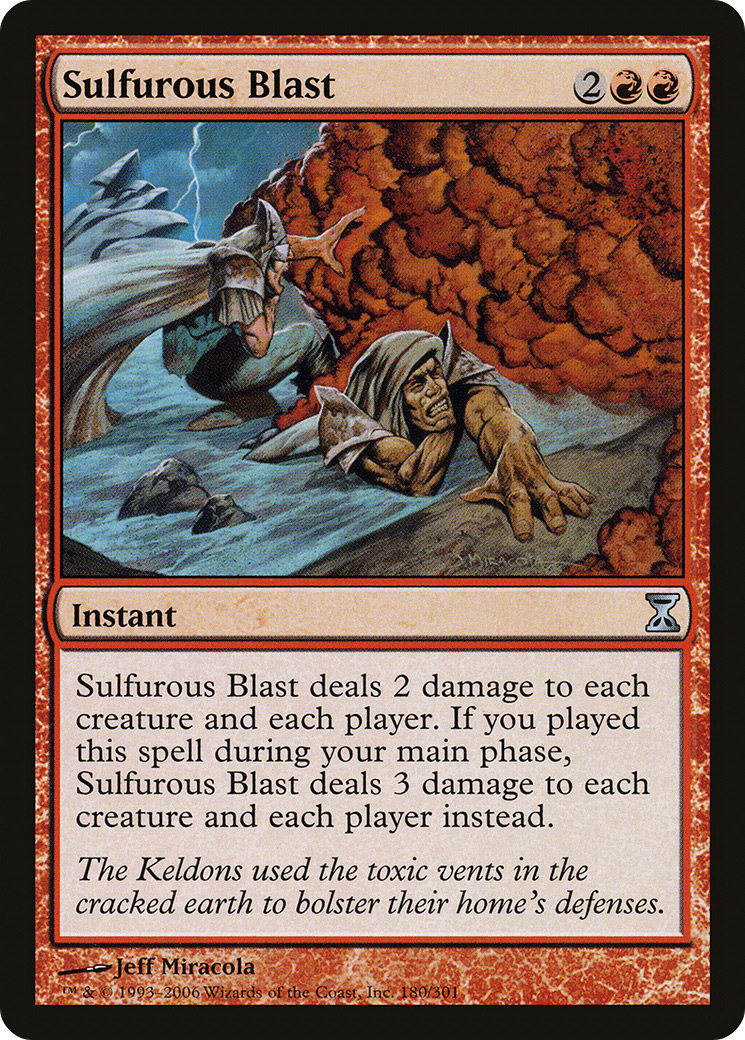 Sulfurous Blast
2
J. MIRACOLA
Instant
Sulfurous Blast deals 2 damage to each
creature and each player. If you played
this spell during your main phase,
Sulfurous Blast deals 3 damage to each
creature and each player instead.
The Keldons used the toxic vents in the
cracked earth to bolster their home's defenses.
Jeff Miracola
™ & © 1993–2006 Wizards of the Coast, Inc. 180/301